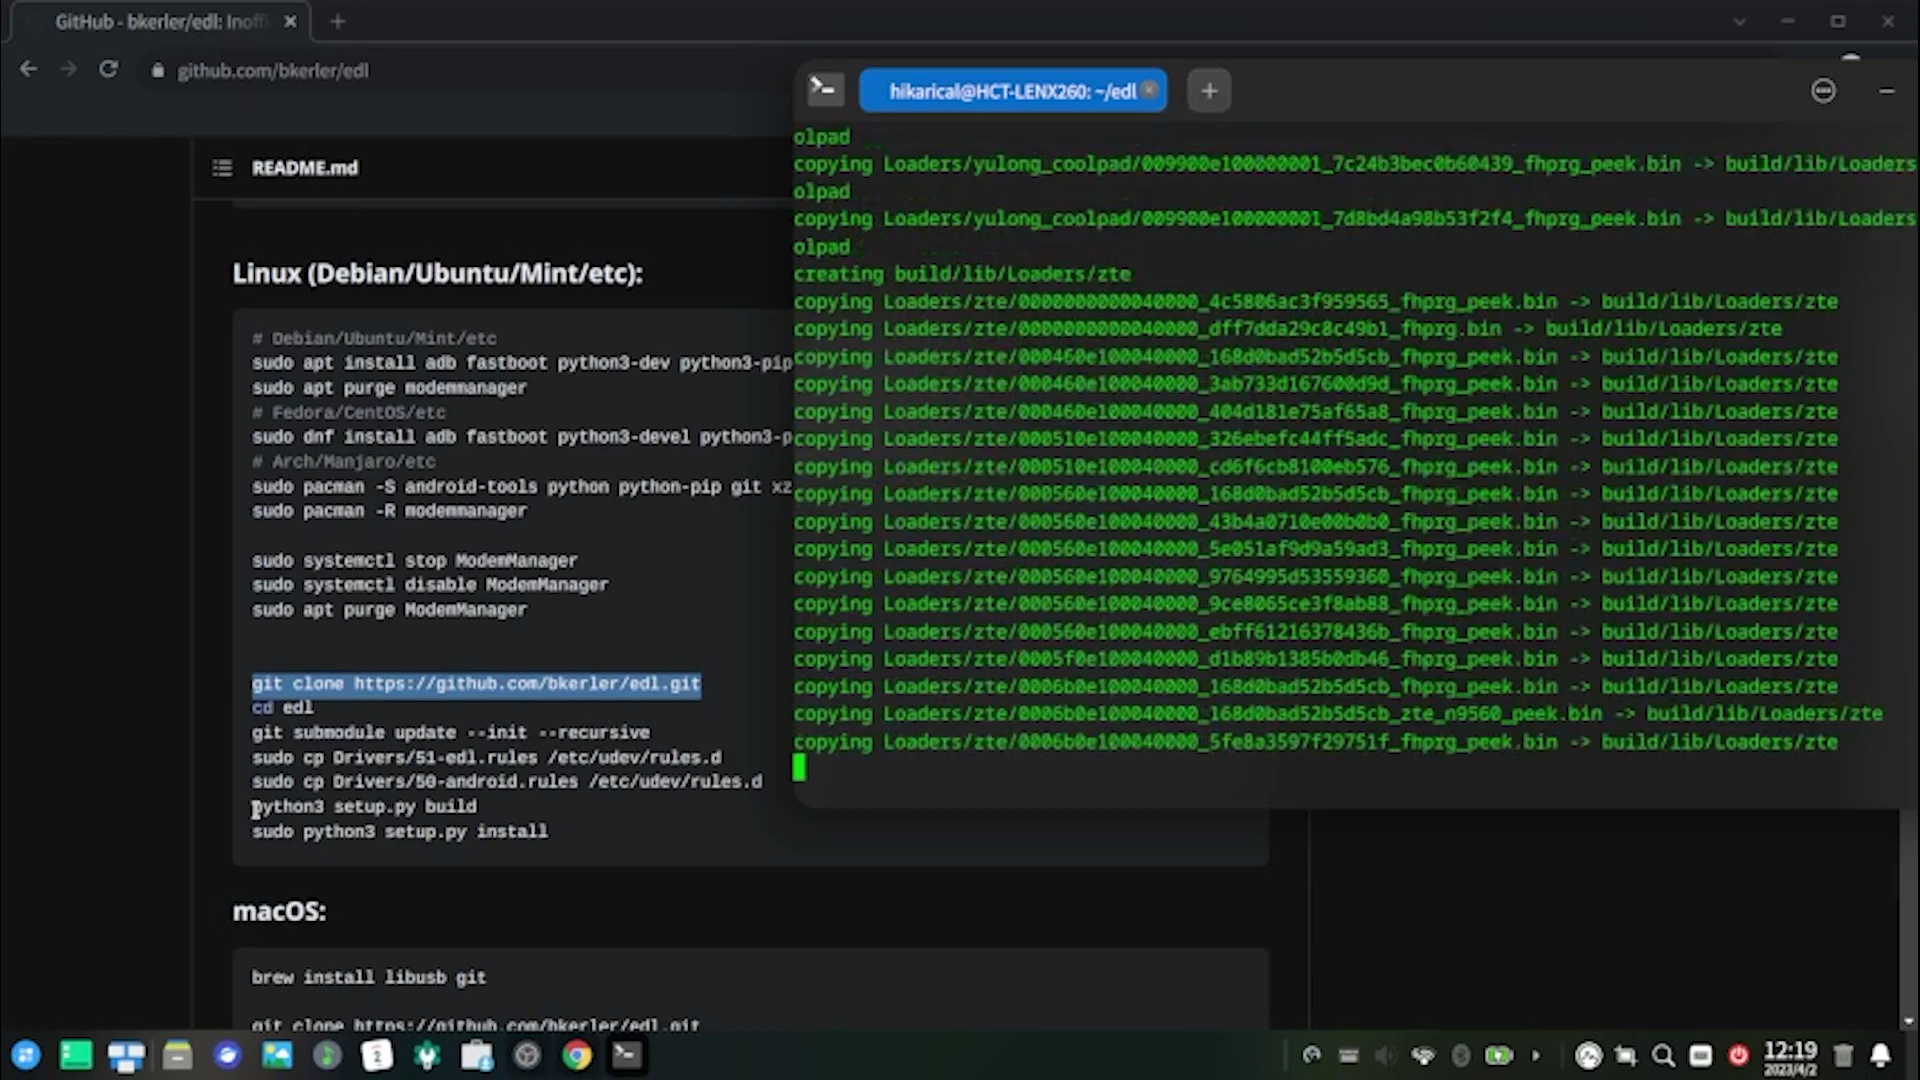 GitHub - bkerler/edl: Inoffi
github.com/bkerler/edl
README.md
Linux (Debian/Ubuntu/Mint/etc):
# Debian/Ubuntu/Mint/etc
sudo apt install adb fastboot python3-dev python3-pip
sudo apt purge modemmanager
# Fedora/CentOS/etc
sudo dnf install adb fastboot python3-devel python3-p
# Arch/Manjaro/etc
sudo pacman -S android-tools python python-pip git xz
sudo pacman -R modemmanager
sudo systemctl stop ModemManager
sudo systemctl disable ModemManager
sudo apt purge ModemManager
git clone https://github.com/bkerler/edl.git
cd edl
git submodule update --init --recursive
sudo cp Drivers/51-edl.rules /etc/udev/rules.d
sudo cp Drivers/50-android.rules /etc/udev/rules.d
python3 setup.py build
sudo python3 setup.py install
macOS:
brew install libusb git
git clone https://github.com/bkerler/edl.git
hikarical@HCT-LENX260: ~/edl
olpad
copying Loaders/yulong_coolpad/009900e100000001_7c24b3bec0b60439_fhprg_peek.bin -> build/lib/Loaders
olpad
copying Loaders/yulong_coolpad/009900e100000001_7d8bd4a98b53f2f4_fhprg_peek.bin -> build/lib/Loaders
olpad
creating build/lib/Loaders/zte
copying Loaders/zte/0000000000040000_4c5806ac3f959565_fhprg_peek.bin -> build/lib/Loaders/zte
copying Loaders/zte/0000000000040000_dff7dda29c8c49b1_fhprg.bin -> build/lib/Loaders/zte
copying Loaders/zte/000460e100040000_168d0bad52b5d5cb_fhprg_peek.bin -> build/lib/Loaders/zte
copying Loaders/zte/000460e100040000_3ab733d167600d9d_fhprg_peek.bin -> build/lib/Loaders/zte
copying Loaders/zte/000460e100040000_404d181e75af65a8_fhprg_peek.bin -> build/lib/Loaders/zte
copying Loaders/zte/000510e100040000_326ebefc44ff5adc_fhprg_peek.bin -> build/lib/Loaders/zte
copying Loaders/zte/000510e100040000_cd6f6cb8100eb576_fhprg_peek.bin -> build/lib/Loaders/zte
copying Loaders/zte/000560e100040000_168d0bad52b5d5cb_fhprg_peek.bin -> build/lib/Loaders/zte
copying Loaders/zte/000560e100040000_43b4a0710e00b0b0_fhprg_peek.bin -> build/lib/Loaders/zte
copying Loaders/zte/000560e100040000_5e051af9d9a59ad3_fhprg_peek.bin -> build/lib/Loaders/zte
copying Loaders/zte/000560e100040000_9764995d53559360_fhprg_peek.bin -> build/lib/Loaders/zte
copying Loaders/zte/000560e100040000_9ce8065ce3f8ab88_fhprg_peek.bin -> build/lib/Loaders/zte
copying Loaders/zte/000560e100040000_ebff61216378436b_fhprg_peek.bin -> build/lib/Loaders/zte
copying Loaders/zte/0005f0e100040000_d1b89b1385b0db46_fhprg_peek.bin -> build/lib/Loaders/zte
copying Loaders/zte/0006b0e100040000_168d0bad52b5d5cb_fhprg_peek.bin -> build/lib/Loaders/zte
copying Loaders/zte/0006b0e100040000_168d0bad52b5d5cb_zte_n9560_peek.bin -> build/lib/Loaders/zte
copying Loaders/zte/0006b0e100040000_5fe8a3597f29751f_fhprg_peek.bin -> build/lib/Loaders/zte
2
12:19
2023/4/2